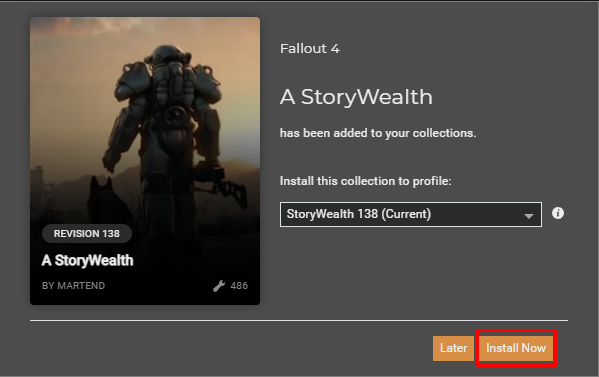 Fallout 4
A StoryWealth
has been added to your collections.
Install this collection to profile:
StoryWealth 138 (Current)
REVISION 138
A StoryWealth
BY MARTEND 486
Later Install Now